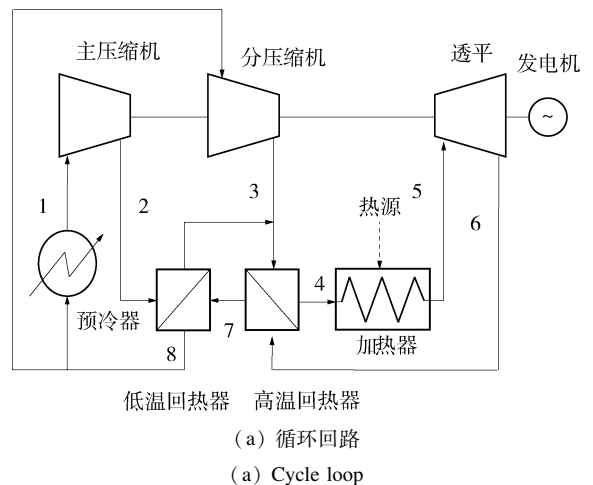 主压缩机
分压缩机
透平
发电机
~
1
2
3
热源
5
6
4
预冷器
7
加热器
8
低温回热器 高温回热器
(a) 循环回路
(a) Cycle loop